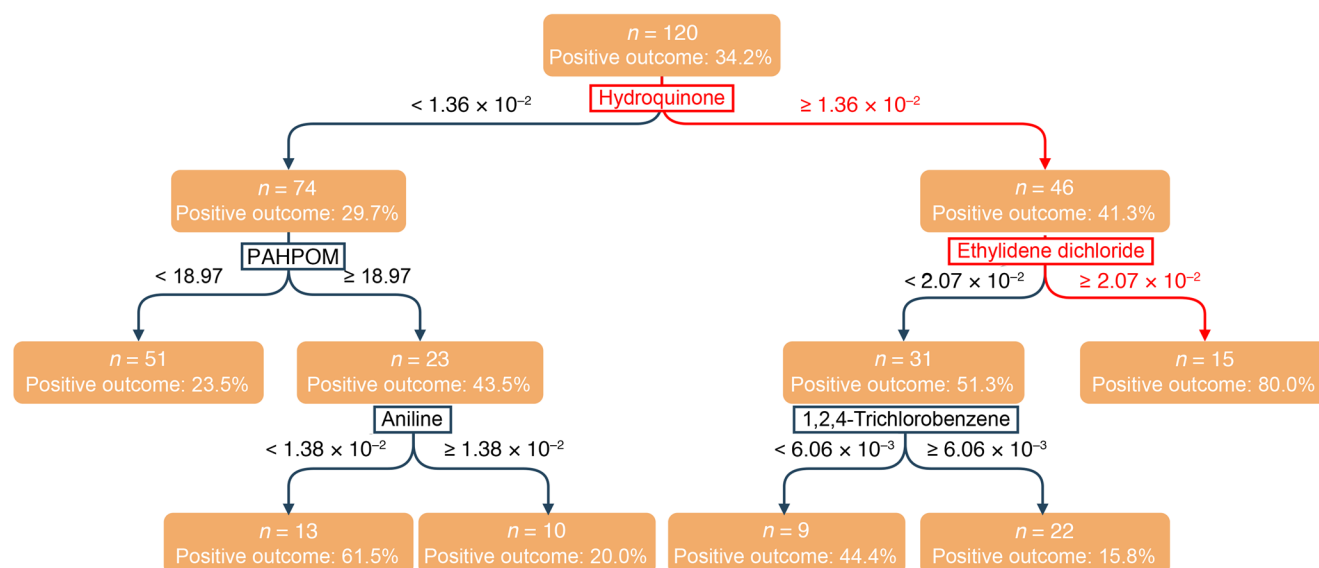 n = 120
Positive outcome: 34.2%
Hydroquinone
< 1.36 × 10⁻²
≥ 1.36 × 10⁻²
n = 74
Positive outcome: 29.7%
n = 46
Positive outcome: 41.3%
PAHPOM
Ethylidene dichloride
< 18.97
≥ 18.97
< 2.07 × 10⁻²
≥ 2.07 × 10⁻²
n = 51
Positive outcome: 23.5%
n = 23
Positive outcome: 43.5%
n = 31
Positive outcome: 51.3%
n = 15
Positive outcome: 80.0%
Aniline
1,2,4-Trichlorobenzene
< 1.38 × 10⁻²
≥ 1.38 × 10⁻²
< 6.06 × 10⁻³
≥ 6.06 × 10⁻³
n = 13
Positive outcome: 61.5%
n = 10
Positive outcome: 20.0%
n = 9
Positive outcome: 44.4%
n = 22
Positive outcome: 15.8%